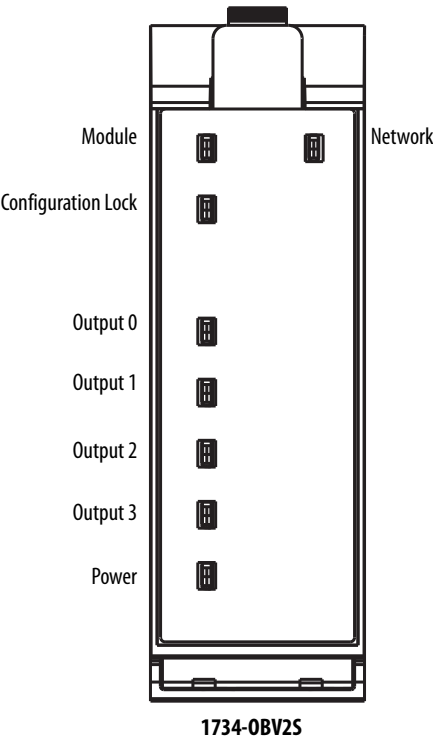 Module
Network
Configuration Lock
Output 0
Output 1
Output 2
Output 3
Power
1734-OBV2S